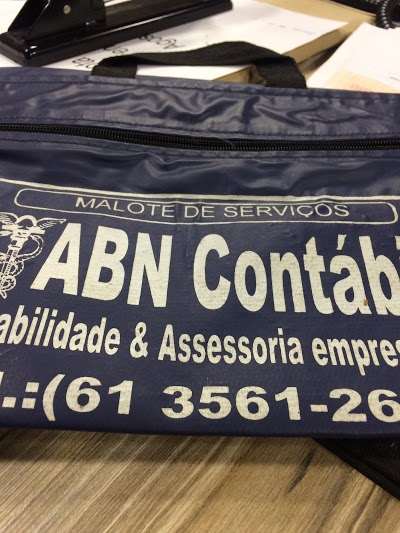 MALOTE DE SERVIÇOS
ABN Contábi
abilidade & Assessoria empres
l.:(61 3561-26